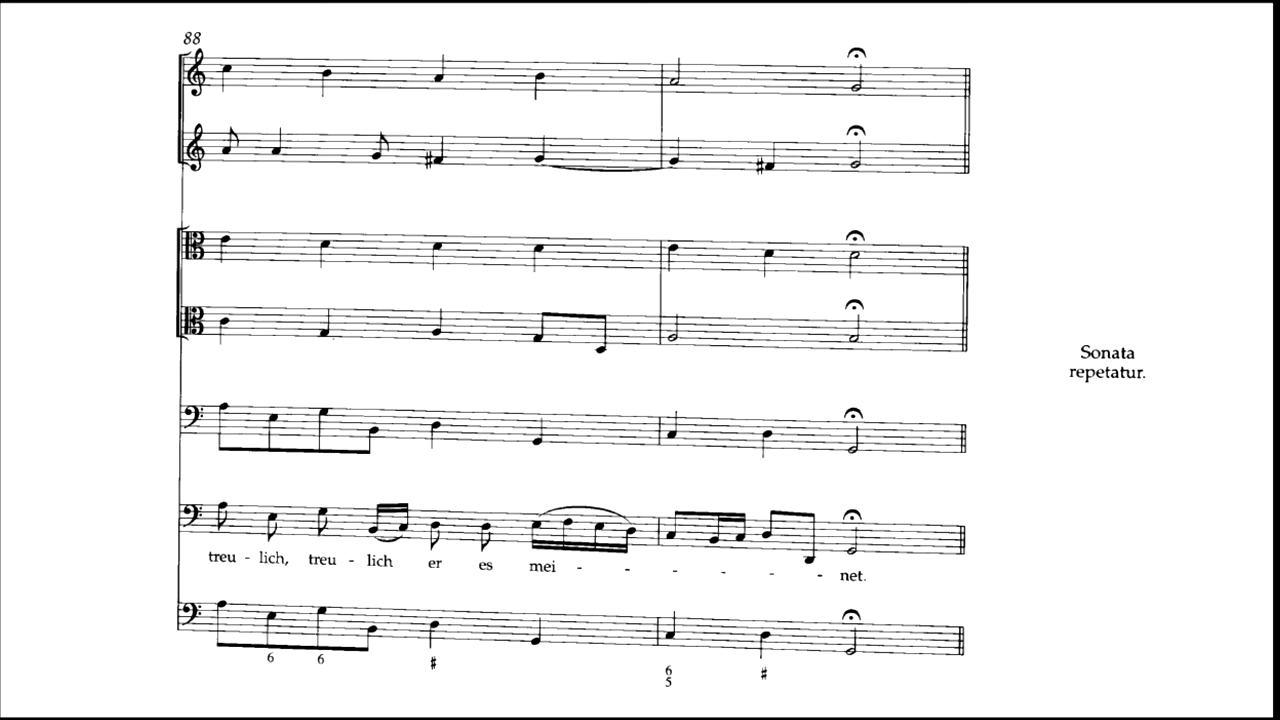 88
Sonata
repetatur.
treu - lich, treu - lich er es mei - - - - - - net.
6 6 # 6 #
5